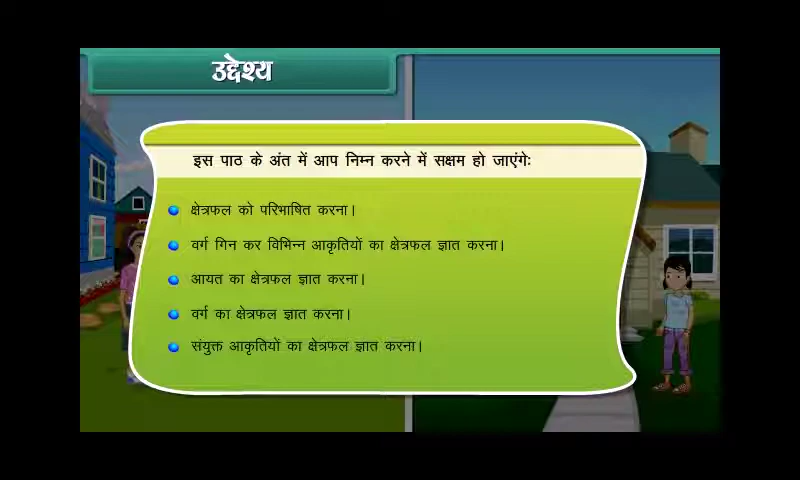 उद्देश्य
इस पाठ के अंत में आप निम्न करने में सक्षम हो जाएंगे:
क्षेत्रफल को परिभाषित करना।
वर्ग गिन कर विभिन्न आकृतियों का क्षेत्रफल ज्ञात करना।
आयत का क्षेत्रफल ज्ञात करना।
वर्ग का क्षेत्रफल ज्ञात करना।
संयुक्त आकृतियों का क्षेत्रफल ज्ञात करना।